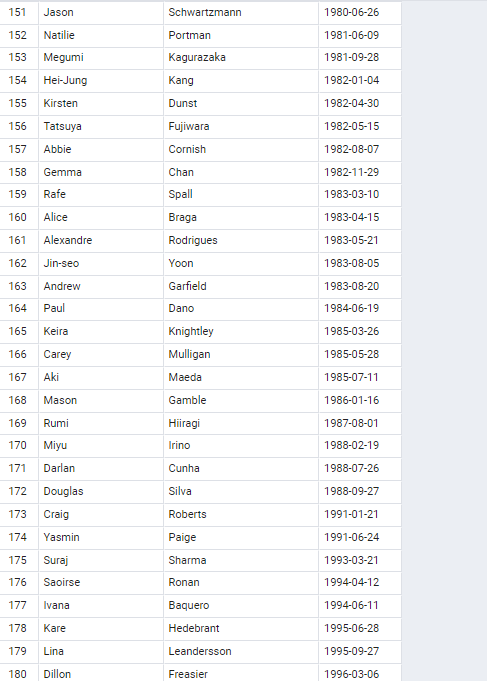 151 Jason Schwartzmann 1980-06-26
152 Natilie Portman 1981-06-09
153 Megumi Kagurazaka 1981-09-28
154 Hei-Jung Kang 1982-01-04
155 Kirsten Dunst 1982-04-30
156 Tatsuya Fujiwara 1982-05-15
157 Abbie Cornish 1982-08-07
158 Gemma Chan 1982-11-29
159 Rafe Spall 1983-03-10
160 Alice Braga 1983-04-15
161 Alexandre Rodrigues 1983-05-21
162 Jin-seo Yoon 1983-08-05
163 Andrew Garfield 1983-08-20
164 Paul Dano 1984-06-19
165 Keira Knightley 1985-03-26
166 Carey Mulligan 1985-05-28
167 Aki Maeda 1985-07-11
168 Mason Gamble 1986-01-16
169 Rumi Hiiragi 1987-08-01
170 Miyu Irino 1988-02-19
171 Darlan Cunha 1988-07-26
172 Douglas Silva 1988-09-27
173 Craig Roberts 1991-01-21
174 Yasmin Paige 1991-06-24
175 Suraj Sharma 1993-03-21
176 Saoirse Ronan 1994-04-12
177 Ivana Baquero 1994-06-11
178 Kare Hedebrant 1995-06-28
179 Lina Leandersson 1995-09-27
180 Dillon Freasier 1996-03-06